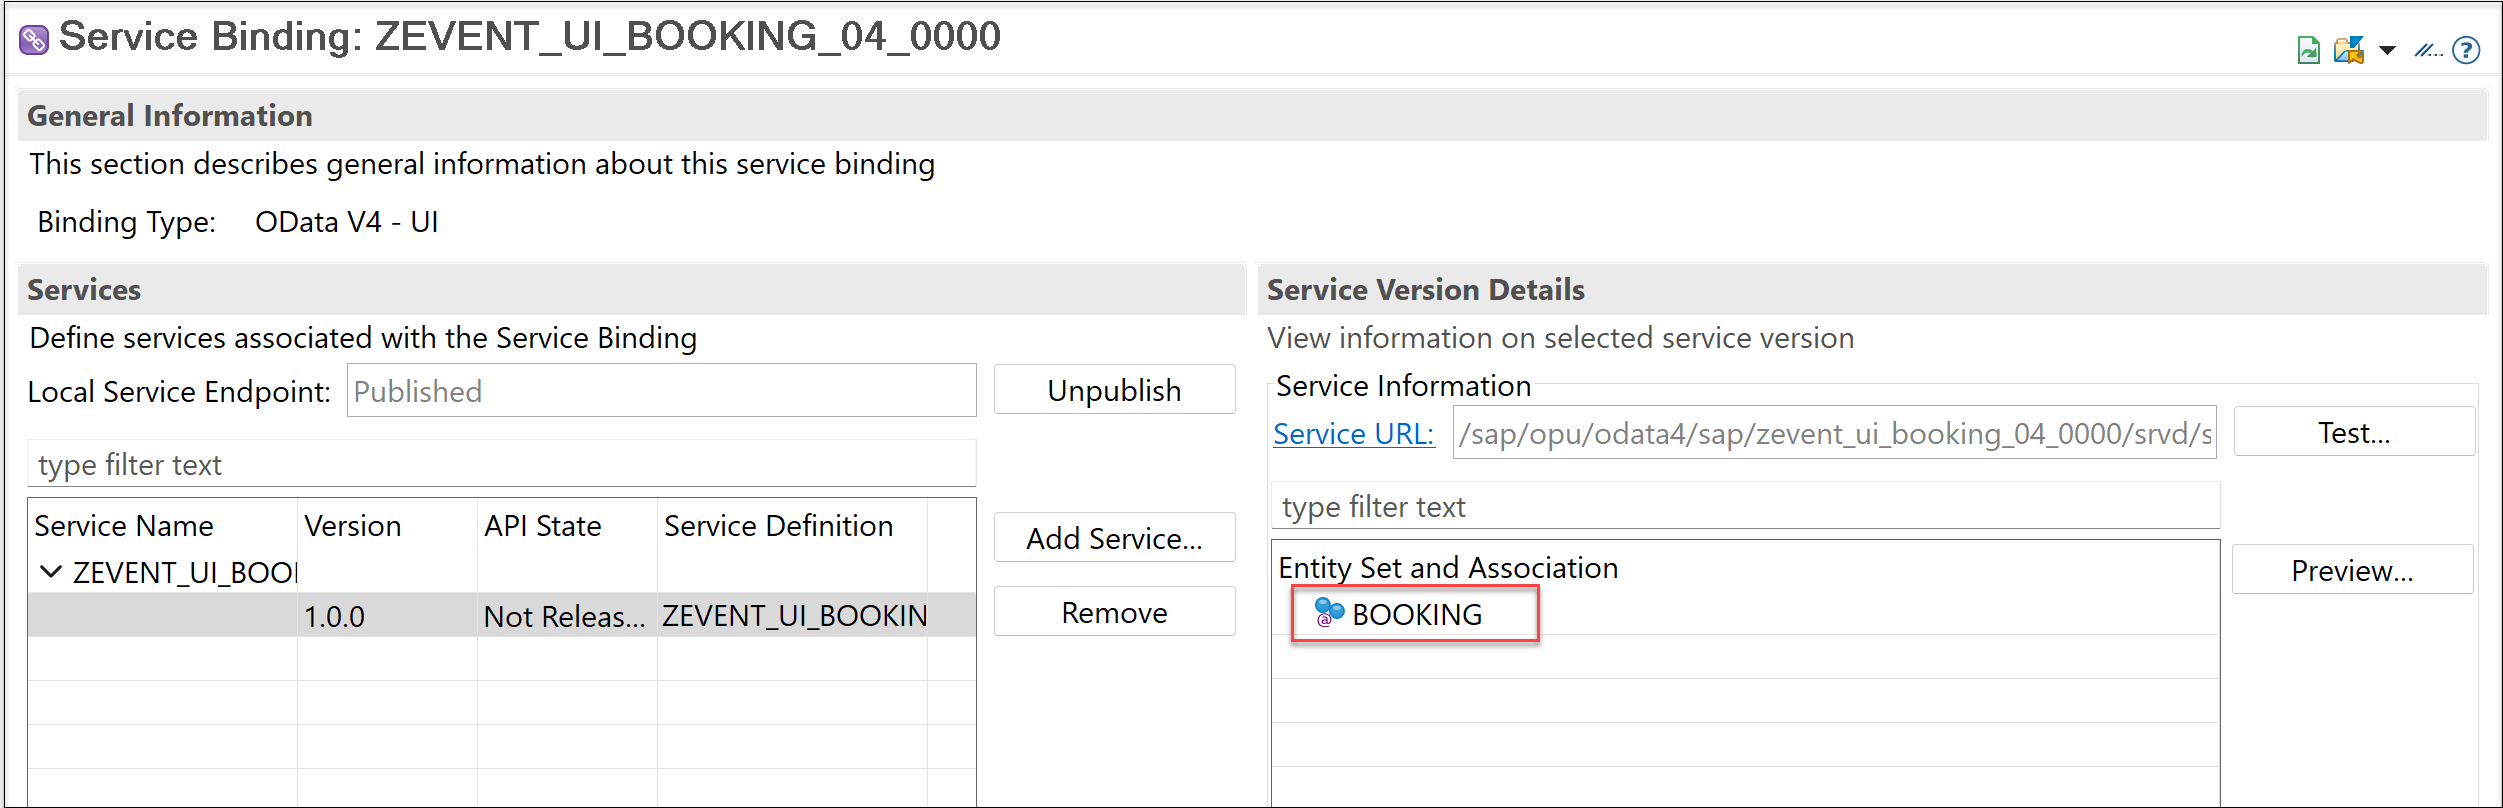 Service Binding: ZEVENT_UI_BOOKING_04_0000
General Information
This section describes general information about this service binding
Binding Type: OData V4 - UI
Services
Define services associated with the Service Binding
Local Service Endpoint: Published Unpublish
type filter text
Service Name Version API State Service Definition
ZEVENT_UI_BOO
1.0.0 Not Releas... ZEVENT_UI_BOOKIN
Add Service...
Remove
Service Version Details
View information on selected service version
Service Information
Service URL: /sap/opu/odata4/sap/zevent_ui_booking_04_0000/srvd/s Test...
type filter text
Entity Set and Association
@ BOOKING
Preview...